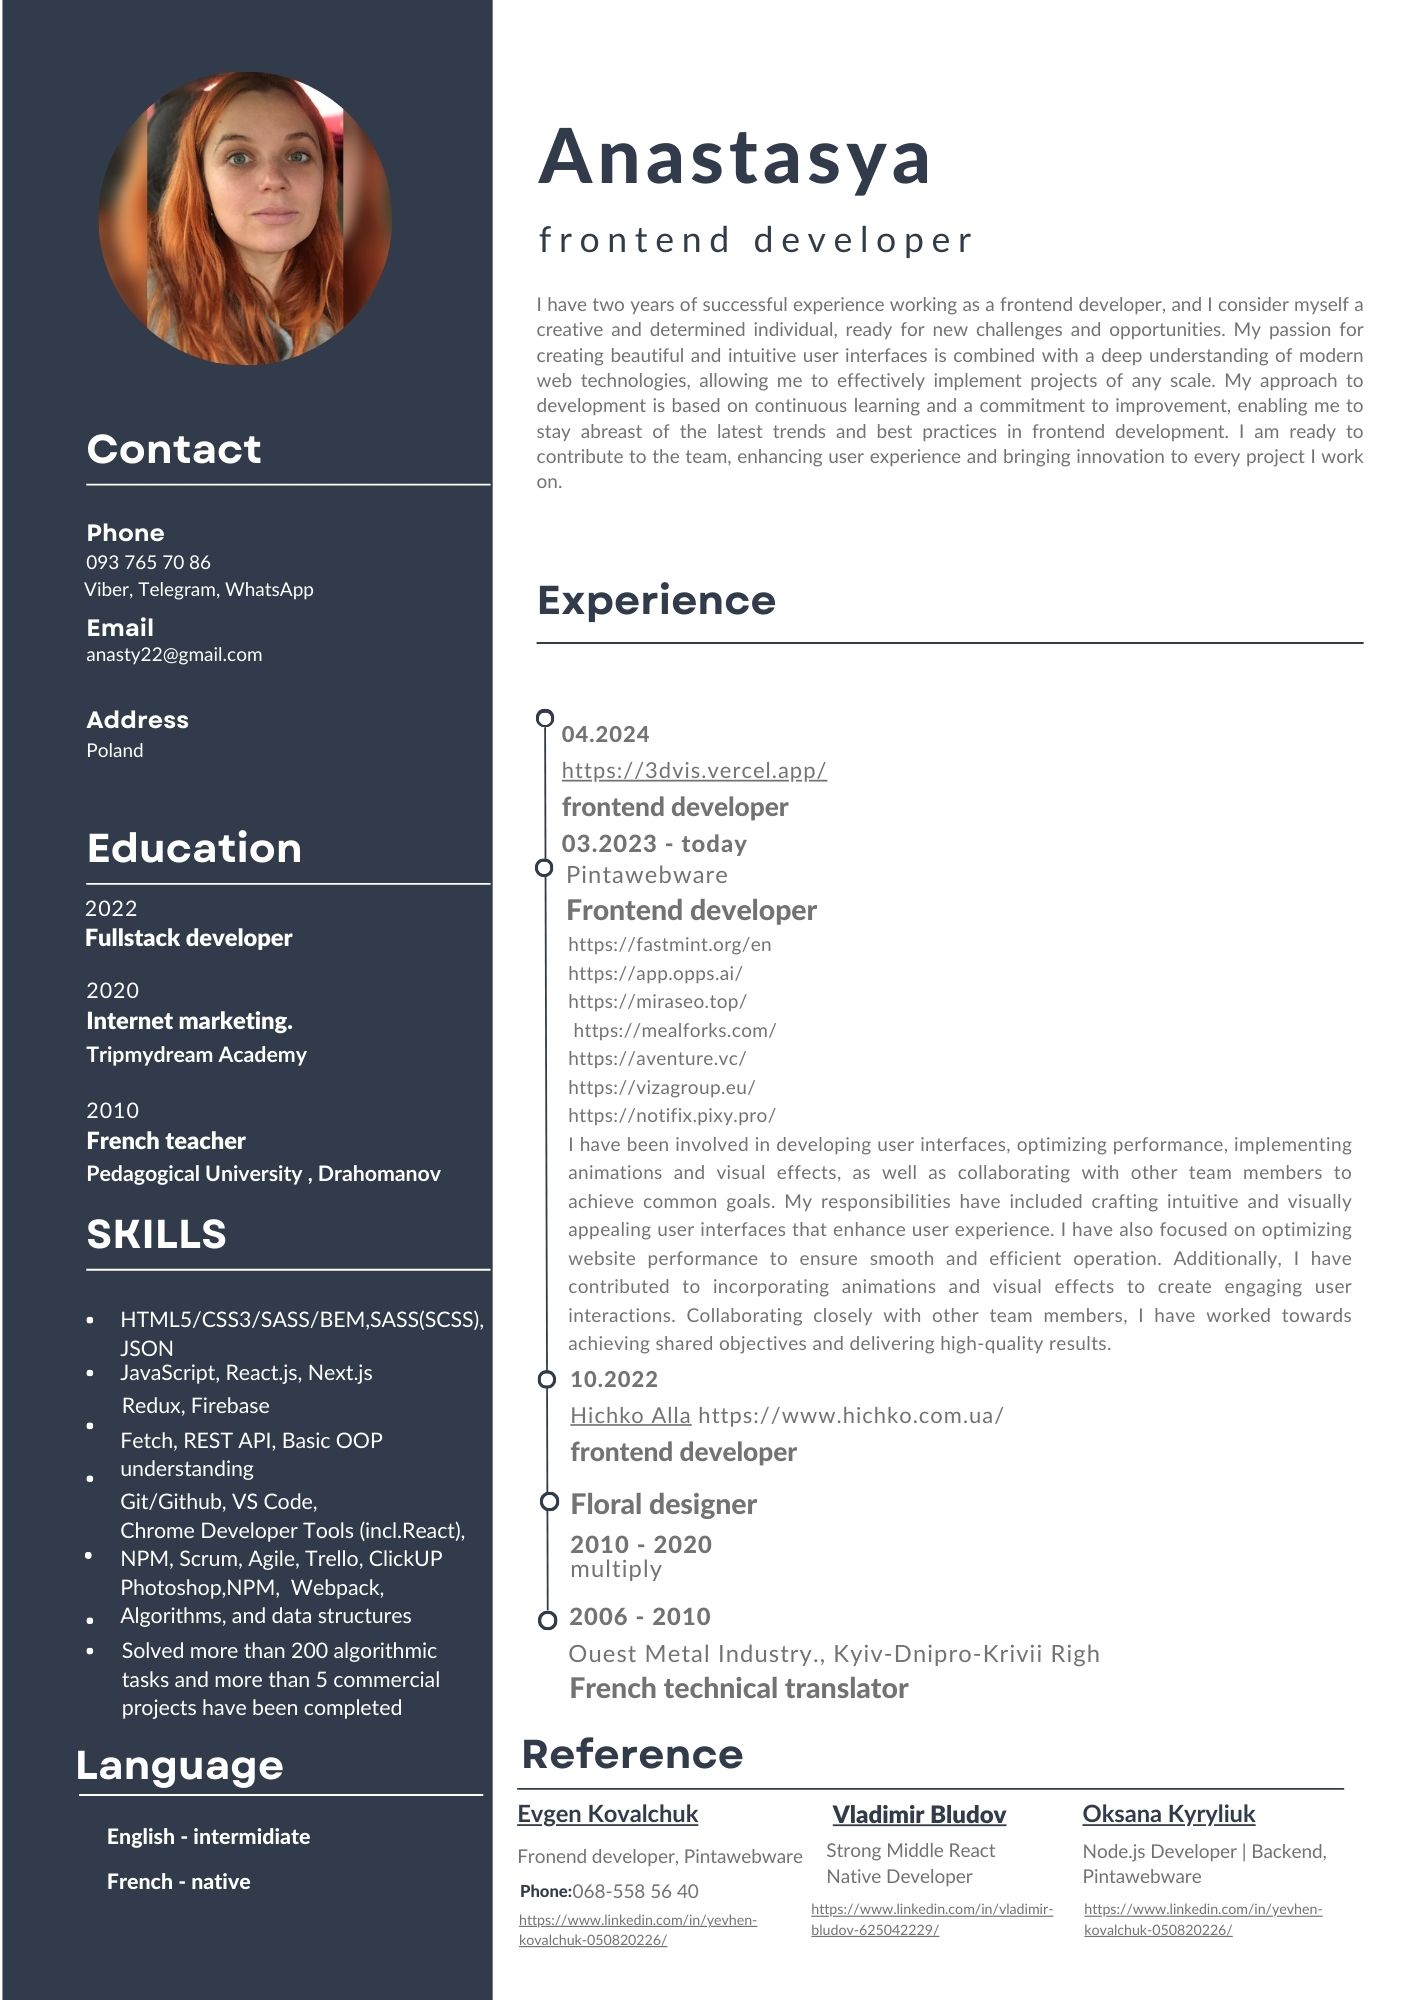 Anastasya
frontend developer
I have two years of successful experience working as a frontend developer, and I consider myself a
creative and determined individual, ready for new challenges and opportunities. My passion for
creating beautiful and intuitive user interfaces is combined with a deep understanding of modern
web technologies, allowing me to effectively implement projects of any scale. My approach to
development is based on continuous learning and a commitment to improvement, enabling me to
stay abreast of the latest trends and best practices in frontend development. I am ready to
contribute to the team, enhancing user experience and bringing innovation to every project I work
on.
Contact
Phone
093 765 70 86
Viber, Telegram, WhatsApp
Email
anasty22@gmail.com
Address
Poland
Education
2022
Fullstack developer
2020
Internet marketing.
Tripmydream Academy
2010
French teacher
Pedagogical University , Drahomanov
SKILLS
HTML5/CSS3/SASS/BEM,SASS(SCSS),
JSON
JavaScript, React.js, Next.js
Redux, Firebase
Fetch, REST API, Basic OOP
understanding
Git/Github, VS Code,
Chrome Developer Tools (incl.React),
NPM, Scrum, Agile, Trello, ClickUP
Photoshop,NPM,  Webpack,
Algorithms, and data structures
Solved more than 200 algorithmic
tasks and more than 5 commercial
projects have been completed
Language
English - intermidiate
French - native
Experience
04.2024
https://3dvis.vercel.app/
frontend developer
03.2023 - today
Pintawebware
Frontend developer
https://fastmint.org/en
https://app.opps.ai/
https://miraseo.top/
https://mealforks.com/
https://aventure.vc/
https://vizagroup.eu/
https://notifix.pixy.pro/
I have been involved in developing user interfaces, optimizing performance, implementing
animations and visual effects, as well as collaborating with other team members to
achieve common goals. My responsibilities have included crafting intuitive and visually
appealing user interfaces that enhance user experience. I have also focused on optimizing
website performance to ensure smooth and efficient operation. Additionally, I have
contributed to incorporating animations and visual effects to create engaging user
interactions. Collaborating closely with other team members, I have worked towards
achieving shared objectives and delivering high-quality results.
10.2022
Hichko Alla https://www.hichko.com.ua/
frontend developer
Floral designer
2010 - 2020
multiply
2006 - 2010
Ouest Metal Industry., Kyiv-Dnipro-Krivii Righ
French technical translator
Reference
Evgen Kovalchuk
Fronend developer, Pintawebware
Phone:068-558 56 40
https://www.linkedin.com/in/yevhen-
kovalchuk-050820226/
Vladimir Bludov
Strong Middle React
Native Developer
https://www.linkedin.com/in/vladimir-
bludov-625042229/
Oksana Kyryliuk
Node.js Developer | Backend,
Pintawebware
https://www.linkedin.com/in/yevhen-
kovalchuk-050820226/